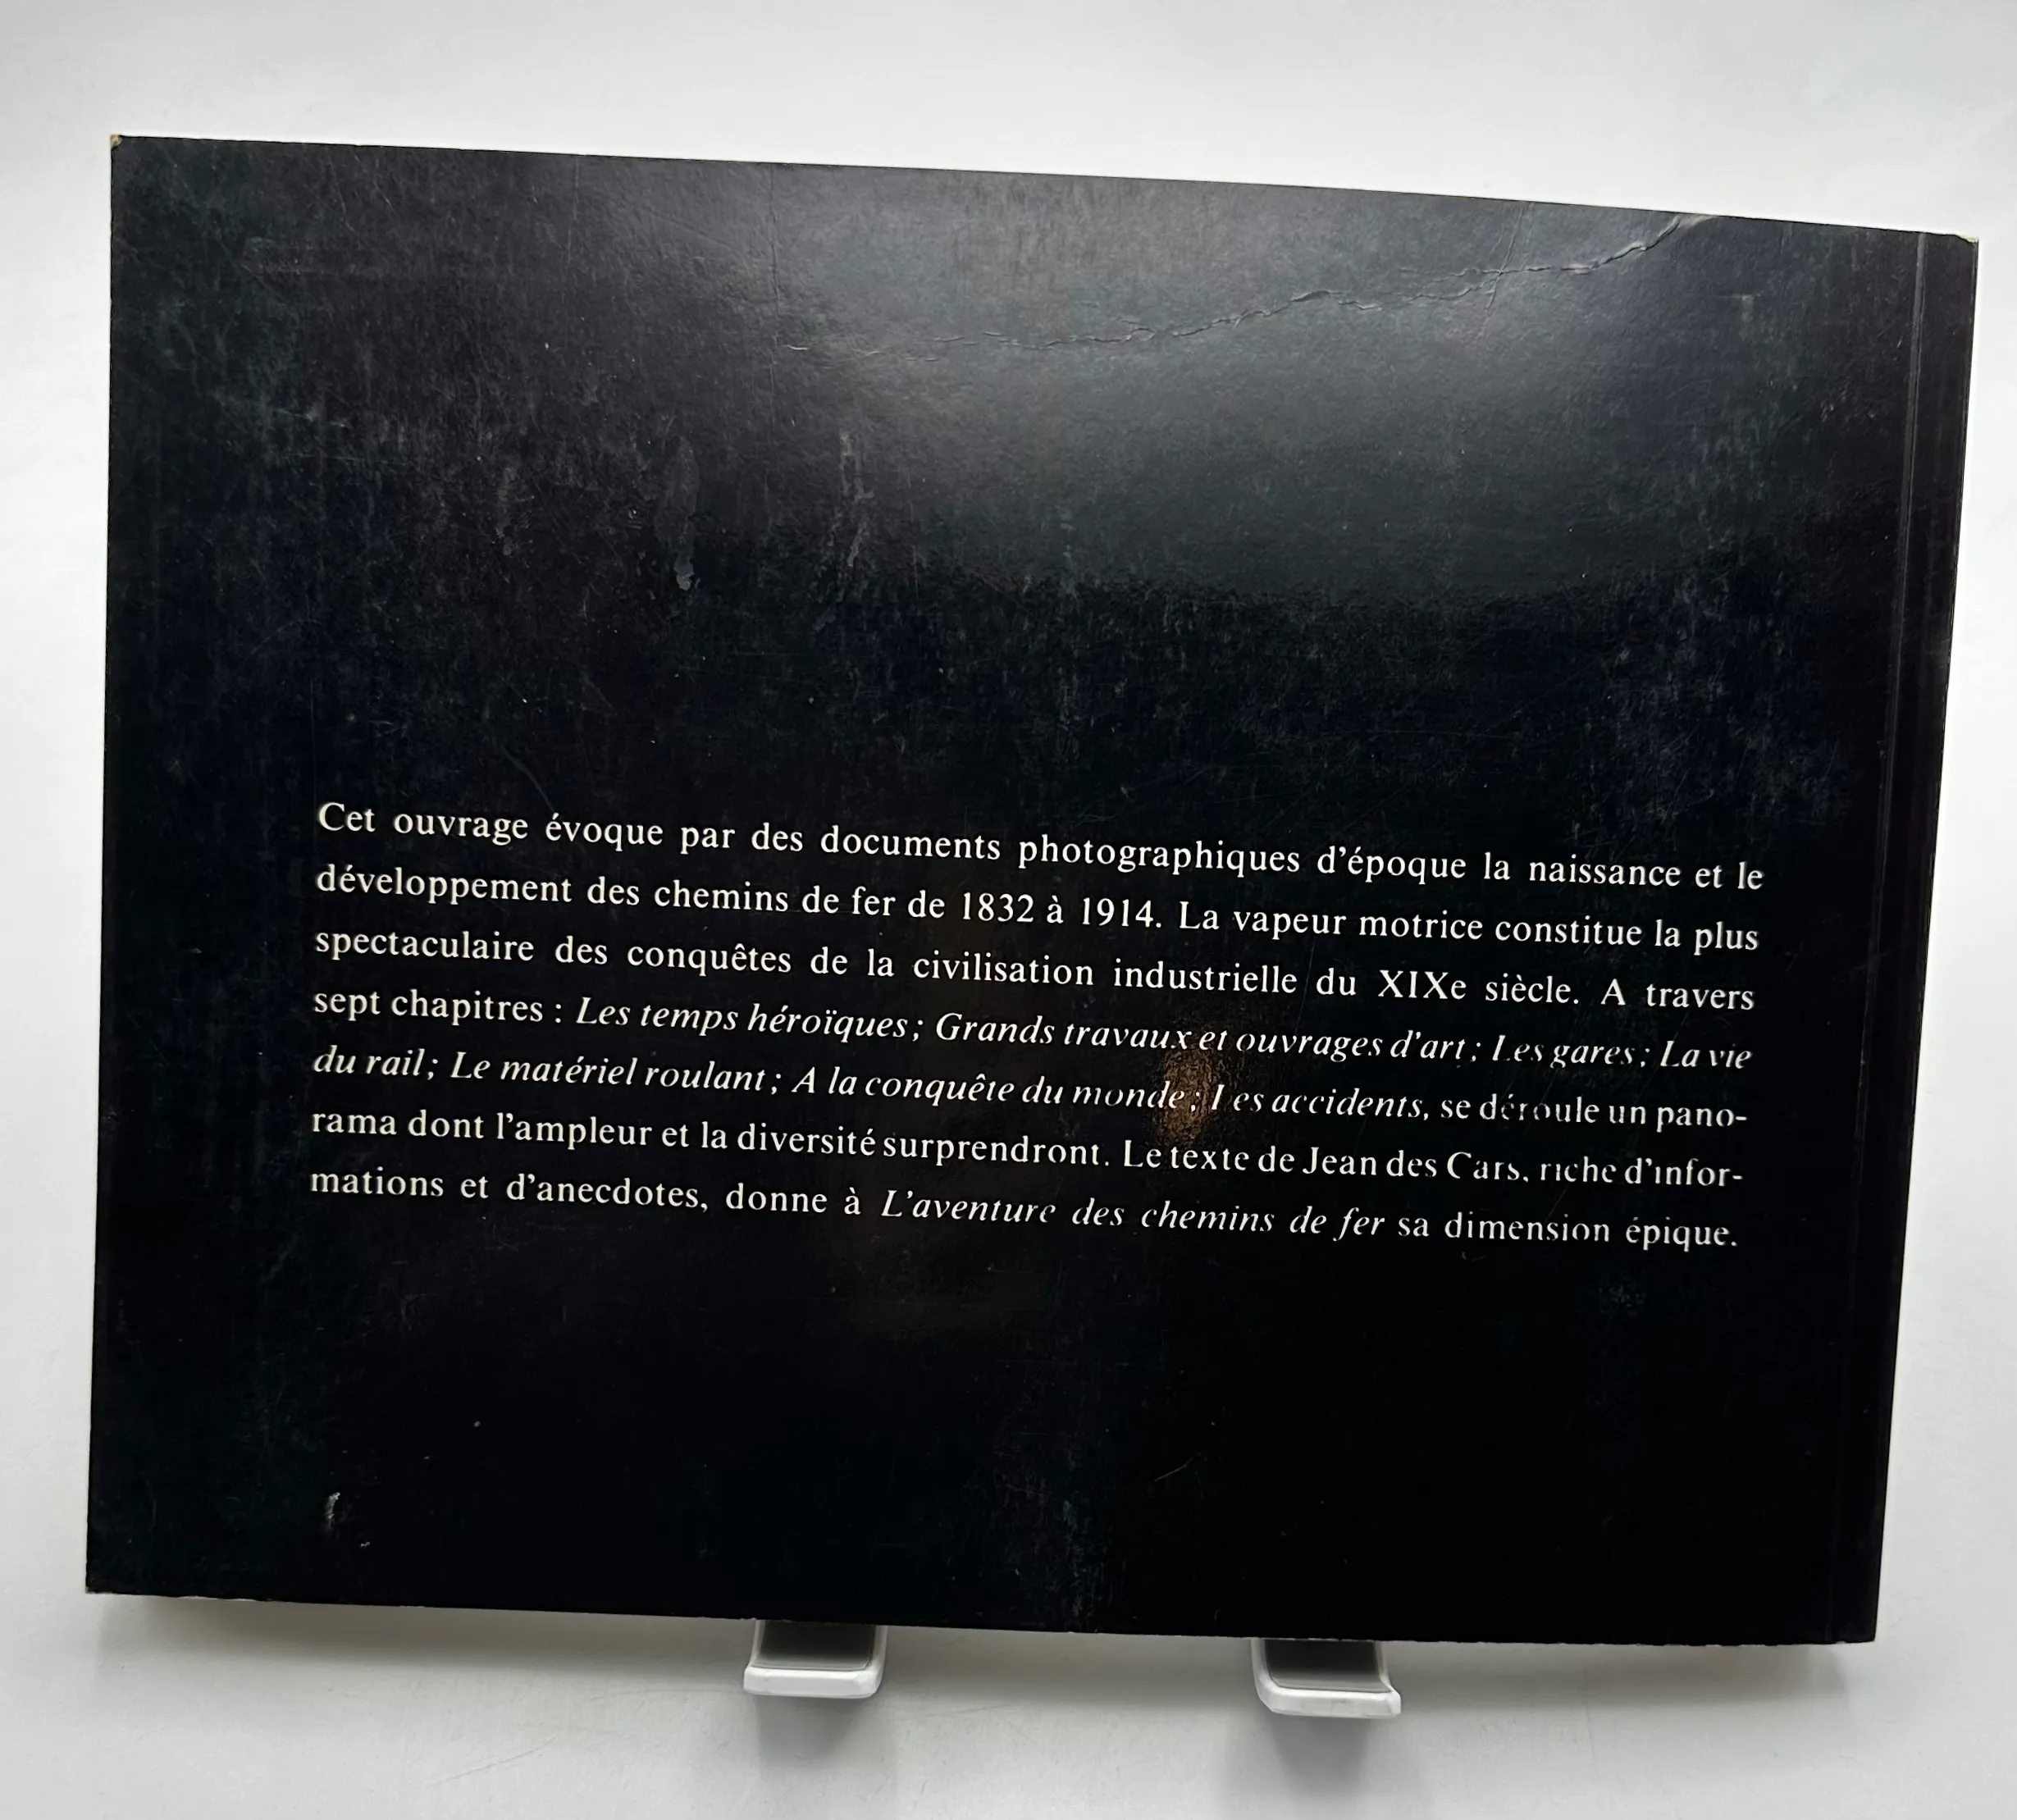 Cet ouvrage évoque par des documents photographiques d'époque la naissance et le
développement des chemins de fer de 1832 à 1914. La vapeur motrice constitue la plus
spectaculaire des conquêtes de la civilisation industrielle du XIXe siècle. A travers
sept chapitres : Les temps héroïques ; Grands travaux et ouvrages d'art ; Les gares ; La vie
du rail ; Le matériel roulant ; A la conquête du monde ; Les accidents, se déroule un pano-
rama dont l'ampleur et la diversité surprendront. Le texte de Jean des Cars, riche d'infor-
mations et d'anecdotes, donne à L'aventure des chemins de fer sa dimension épique.